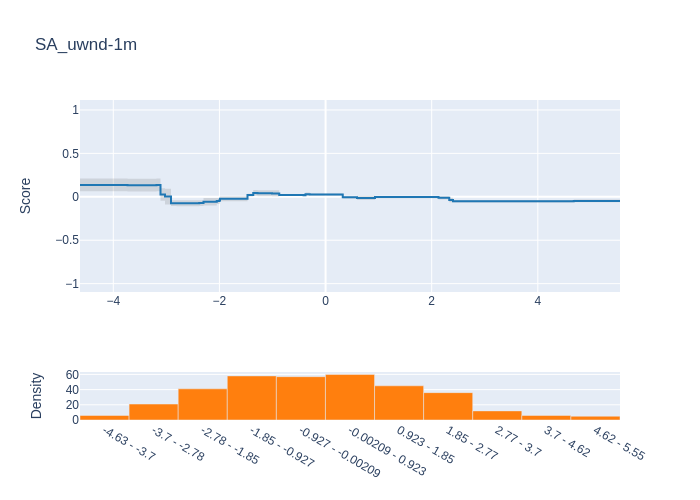 SA_uwnd-1m
Score
1
0.5
0
−0.5
−1
−4
−2
0
2
4
Density
60
40
20
0
-4.63 - -3.7
-3.7 - -2.78
-2.78 - -1.85
-1.85 - -0.927
-0.927 - -0.00209
-0.00209 - 0.923
0.923 - 1.85
1.85 - 2.77
2.77 - 3.7
3.7 - 4.62
4.62 - 5.55